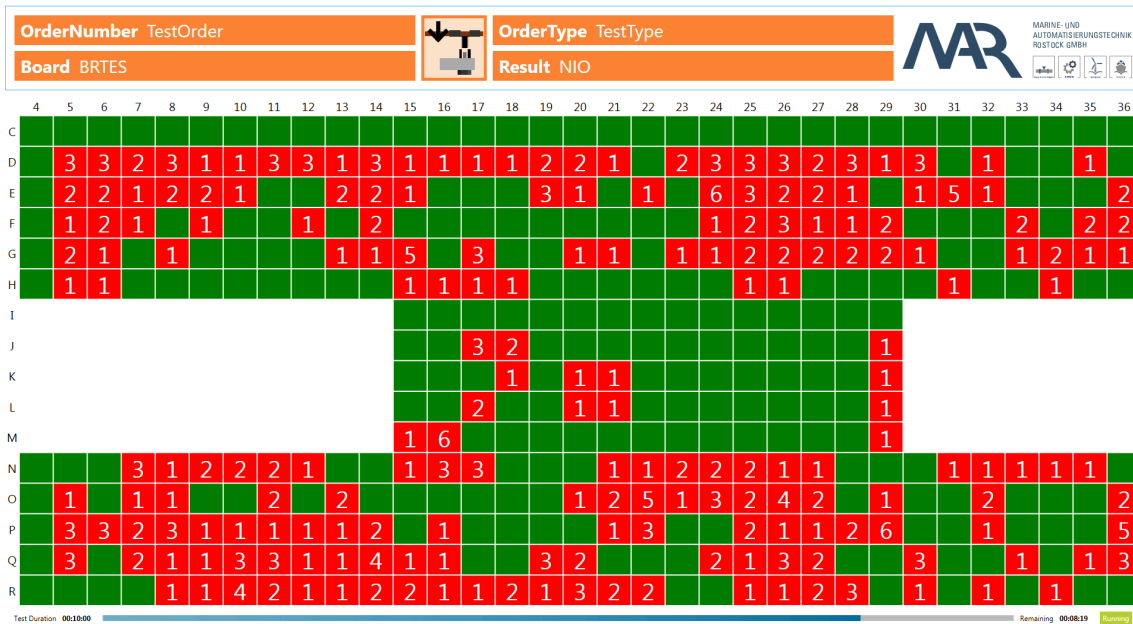 OrderNumber TestOrder
OrderType TestType
Board BRTES
Result NIO
MAR
MARINE- UND
AUTOMATISIERUNGSTECHNIK
ROSTOCK GMBH
4 5 6 7 8 9 10 11 12 13 14 15 16 17 18 19 20 21 22 23 24 25 26 27 28 29 30 31 32 33 34 35 36
C
D 3 3 2 3 1 1 3 3 1 3 1 1 1 1 2 2 1 2 3 3 3 2 3 1 3 1 1
E 2 2 1 2 2 1 2 2 1 3 1 1 6 3 2 2 1 1 5 1 2
F 1 2 1 1 1 2 1 2 3 1 1 2 2 2 2
G 2 1 1 1 1 5 3 1 1 1 1 2 2 2 2 2 1 1 2 1 1
H 1 1 1 1 1 1 1 1 1 1
I
J 3 2 1
K 1 1 1 1
L 2 1 1 1
M 1 6 1
N 3 1 2 2 2 1 1 3 3 1 1 2 2 2 1 1 1 1 1 1 1
O 1 1 1 2 2 1 2 5 1 3 2 4 2 1 2 2
P 3 3 2 3 1 1 1 1 1 2 1 1 3 2 1 1 2 6 1 5
Q 3 2 1 1 3 3 1 1 4 1 1 3 2 2 1 3 2 3 1 1 3
R 1 1 4 2 1 1 2 2 1 1 2 1 3 2 2 1 1 2 3 1 1 1
Test Duration 00:10:00 Remaining 00:08:19 Running